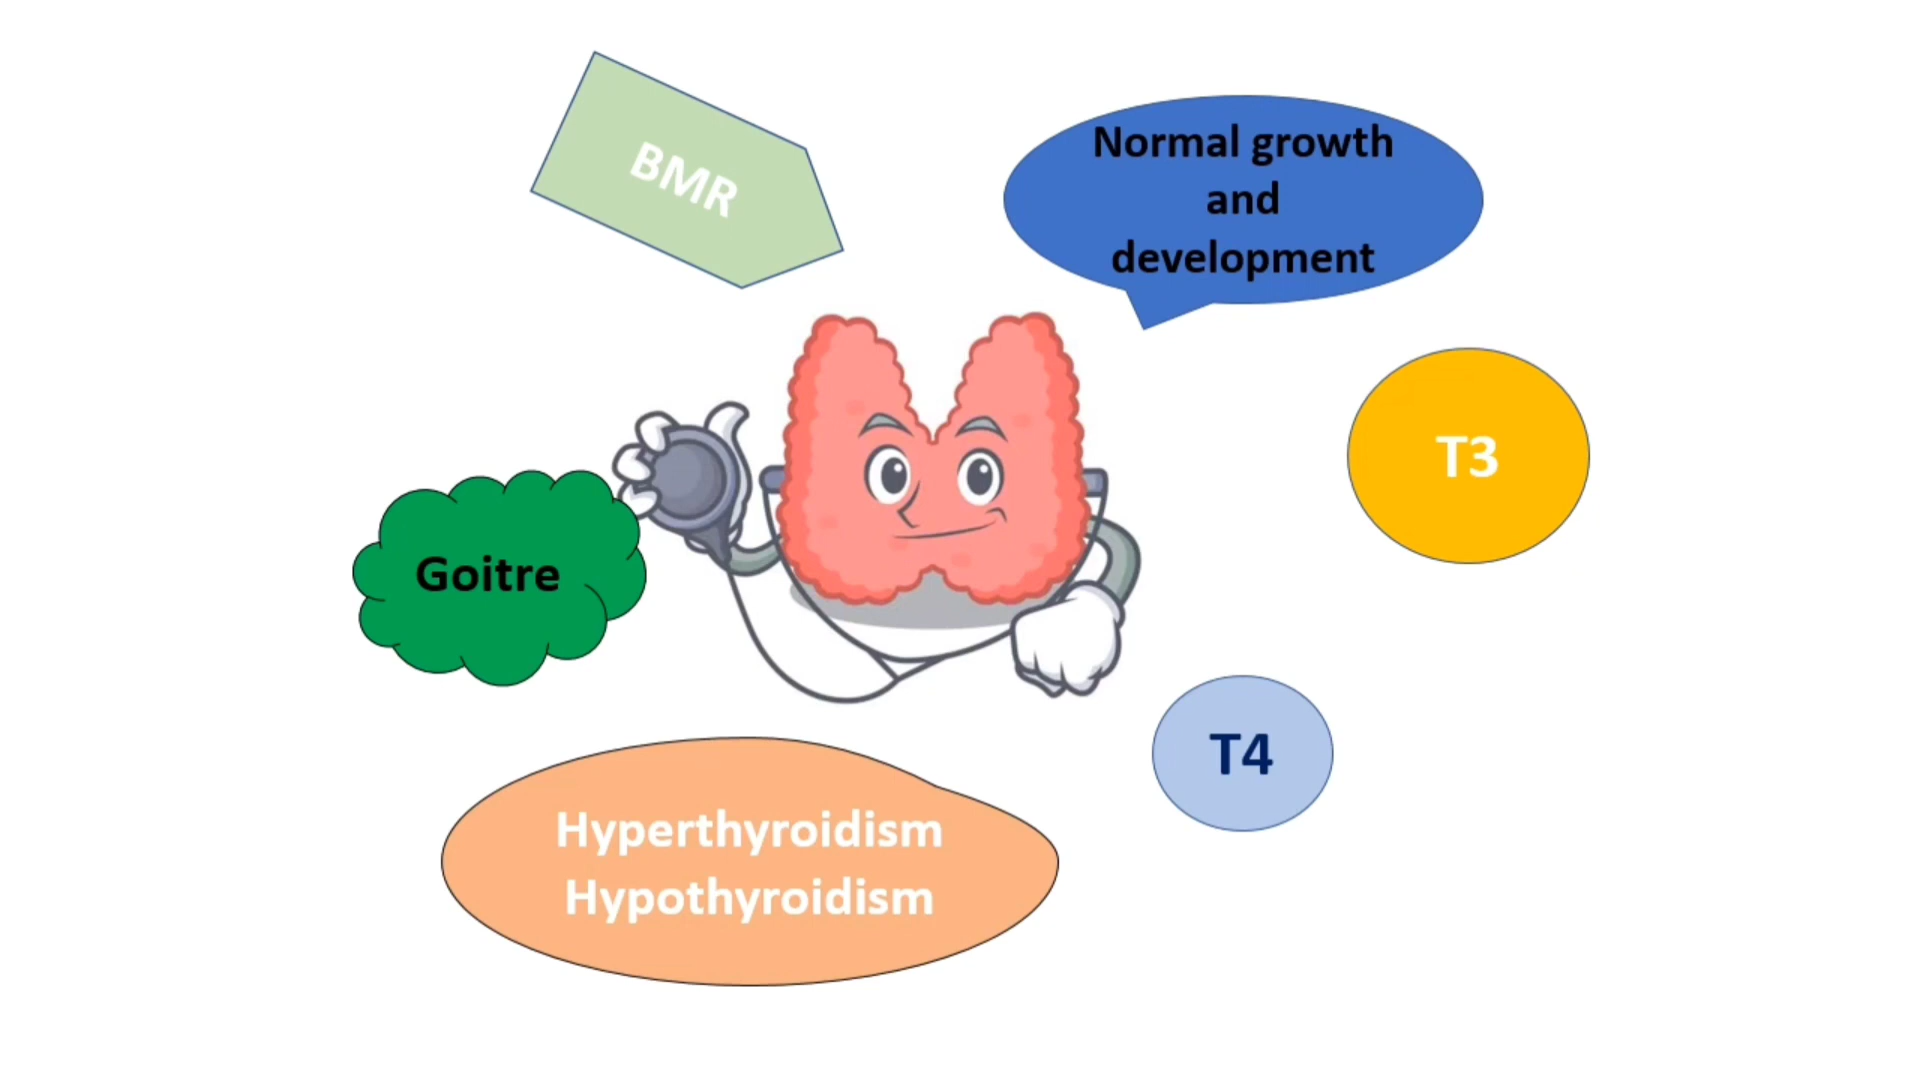 BMR
Normal growth
and
development
T3
Goitre
T4
Hyperthyroidism
Hypothyroidism